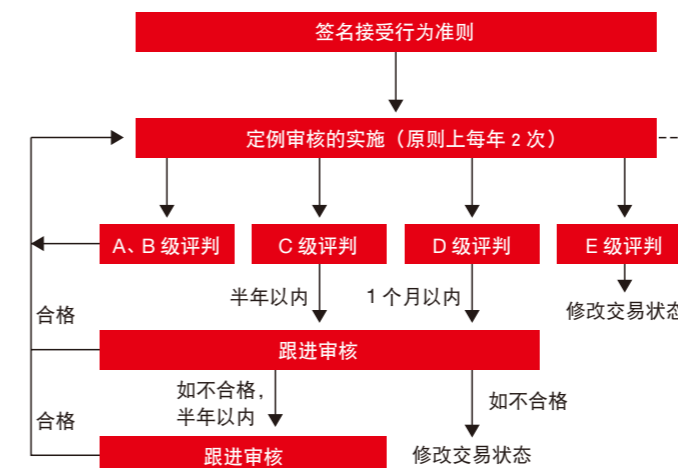 签名接受行为准则
定例审核的实施（原则上每年 2 次）
A、B 级评判
C 级评判
D 级评判
E 级评判
半年以内
1 个月以内
修改交易状态
合格
跟进审核
如不合格，
半年以内
如不合格
合格
跟进审核
修改交易状态